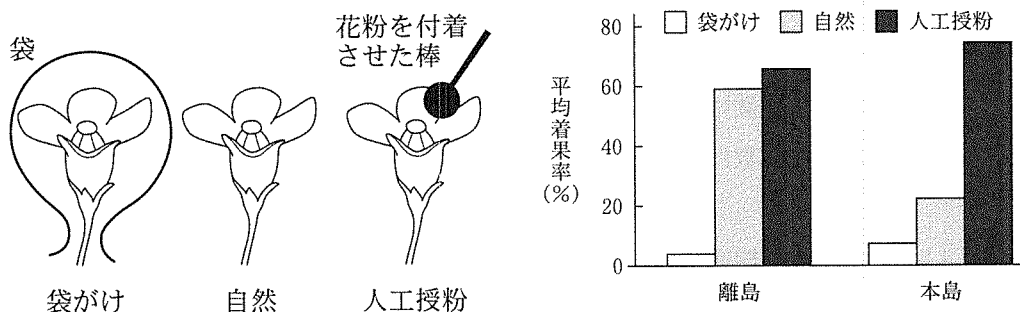 袋
花粉を付着
させた棒
袋がけ
自然
人工授粉
袋がけ 自然 人工授粉
平均着果率(%)
80
60
40
20
0
離島
本島